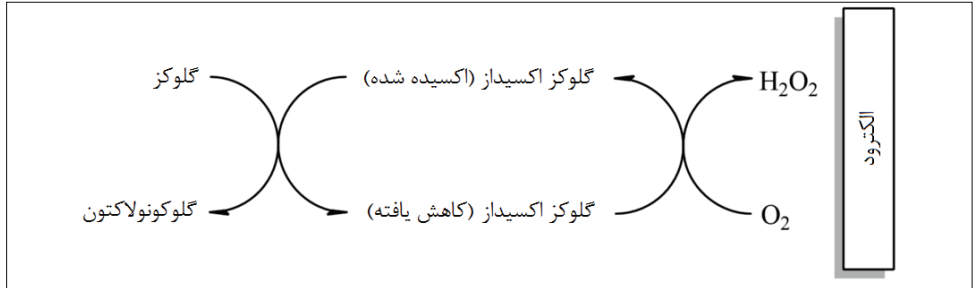 گلوکز
گلوکز اکسیداز (اکسیده شده)
H₂O₂
گلوکونولاکتون
گلوکز اکسیداز (کاهش یافته)
O₂
الکترود